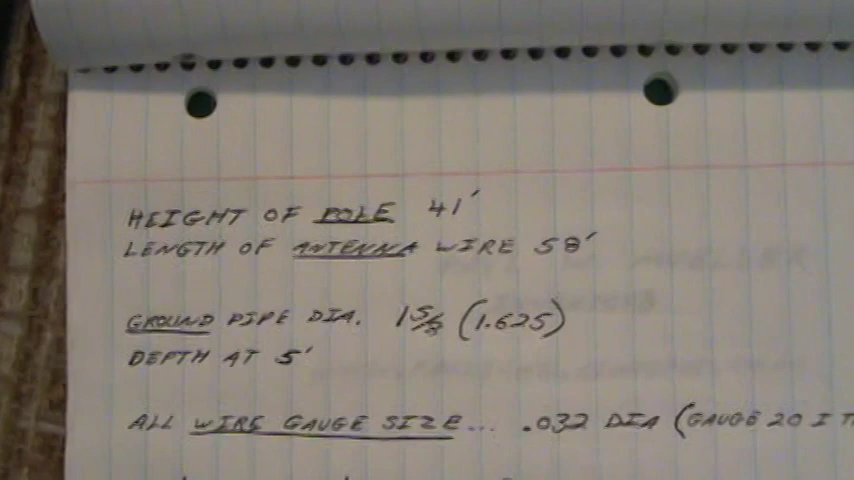 HEIGHT OF POLE 41'
LENGTH OF ANTENNA WIRE 58'
GROUND PIPE DIA. 1 5/8 (1.625)
DEPTH AT 5'
ALL WIRE GAUGE SIZE... .032 DIA (GAUGE 20 I